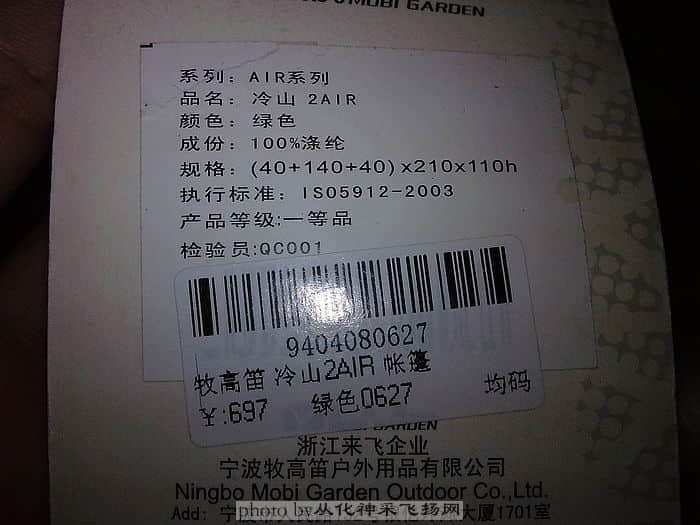 MOBI GARDEN
系列：AIR系列
品名：冷山 2AIR
颜色：绿色
成份：100%涤纶
规格：(40+140+40)x210x110h
执行标准：ISO5912-2003
产品等级:一等品
检验员:QC001
9404080627
牧高笛 冷山2AIR 帐篷
¥:697 绿色0627 均码
GARDEN
浙江来飞企业
宁波牧高笛户外用品有限公司
Ningbo Mobi Garden Outdoor Co.,Ltd.
Add: 宁波 大厦1701室
photo by从化神采飞扬网